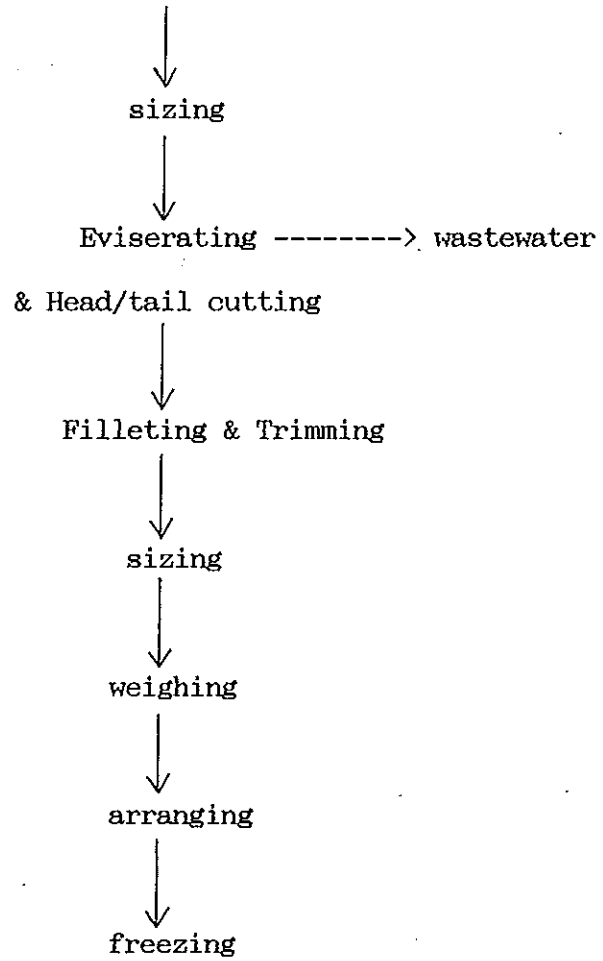 sizing
Eviserating --------> wastewater
& Head/tail cutting
Filleting & Trimming
sizing
weighing
arranging
freezing